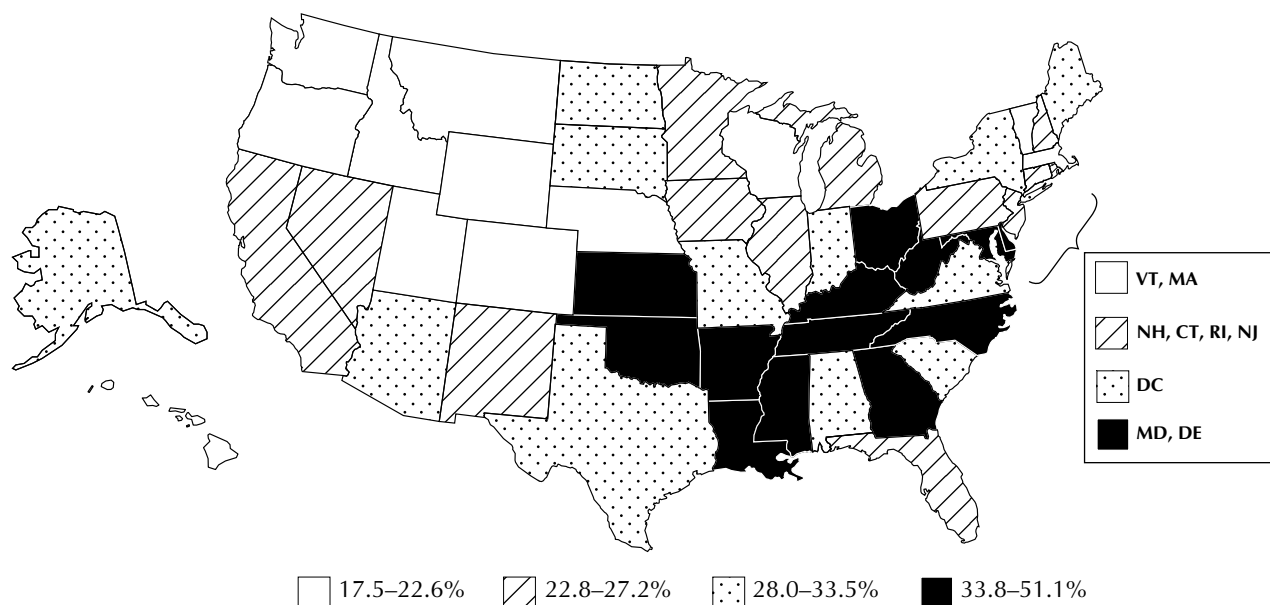 VT, MA
NH, CT, RI, NJ
DC
MD, DE
17.5–22.6% 22.8–27.2% 28.0–33.5% 33.8–51.1%